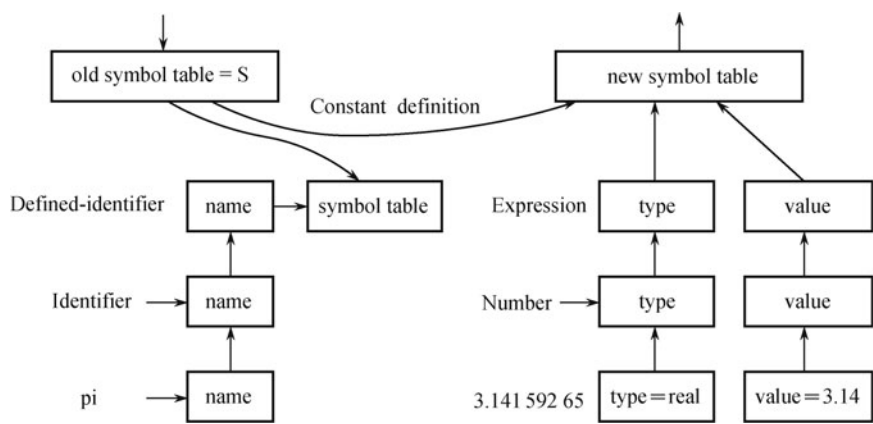 old symbol table = S
new symbol table
Constant definition
Defined-identifier
name
symbol table
Expression
type
value
Identifier
name
Number
type
value
pi
name
3.141 592 65
type=real
value=3.14